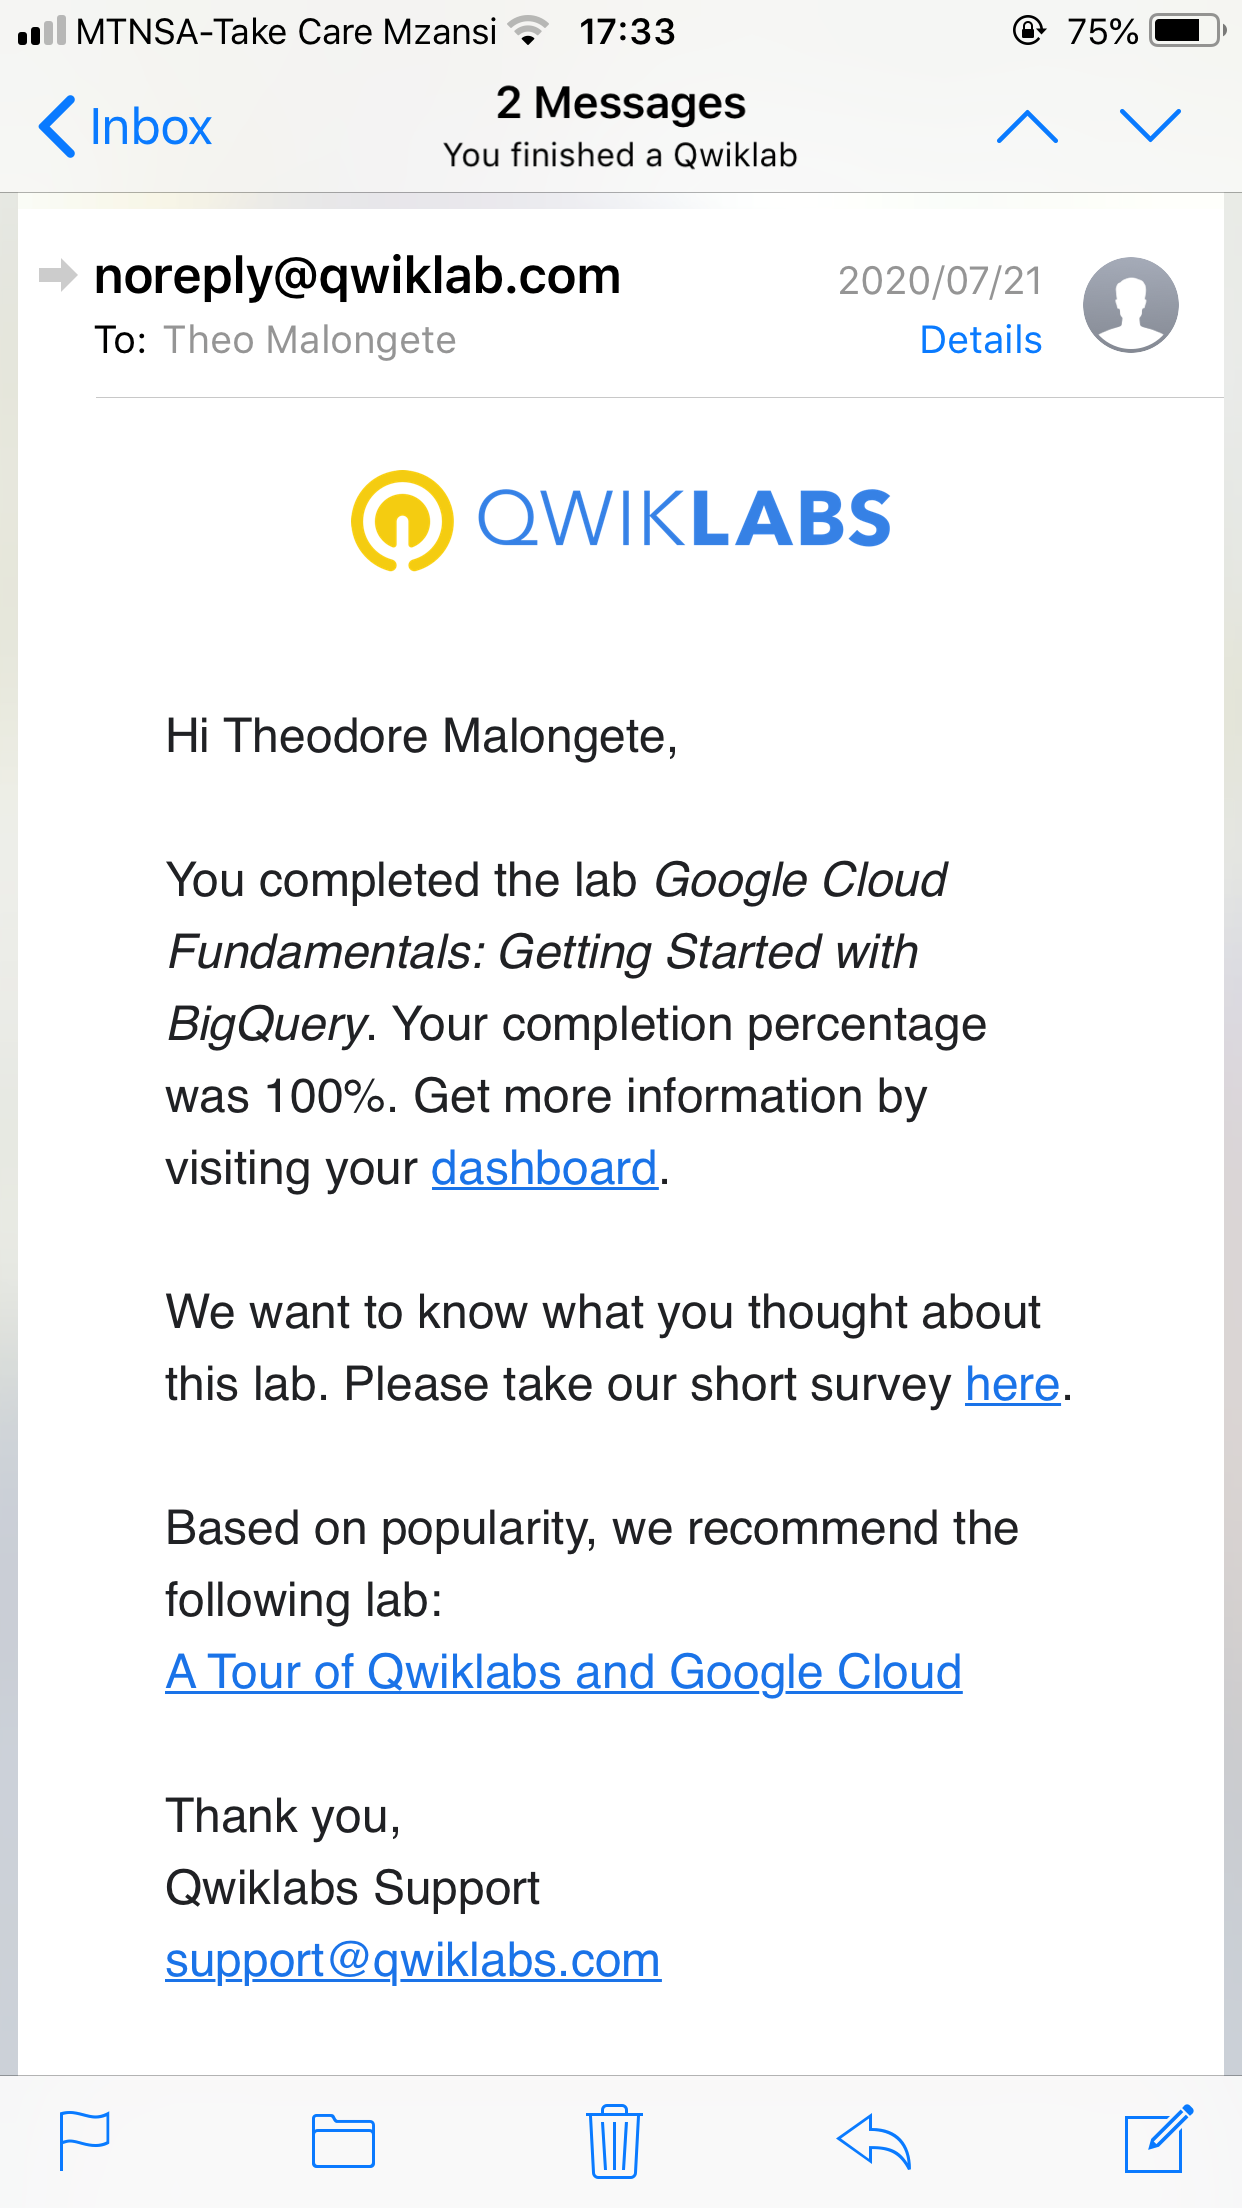 MTNSA-Take Care Mzansi 17:33 75%
Inbox
2 Messages
You finished a Qwiklab
noreply@qwiklab.com 2020/07/21
To: Theo Malongete Details
QWIKLABS
Hi Theodore Malongete,
You completed the lab Google Cloud
Fundamentals: Getting Started with
BigQuery. Your completion percentage
was 100%. Get more information by
visiting your dashboard.
We want to know what you thought about
this lab. Please take our short survey here.
Based on popularity, we recommend the
following lab:
A Tour of Qwiklabs and Google Cloud
Thank you,
Qwiklabs Support
support@qwiklabs.com